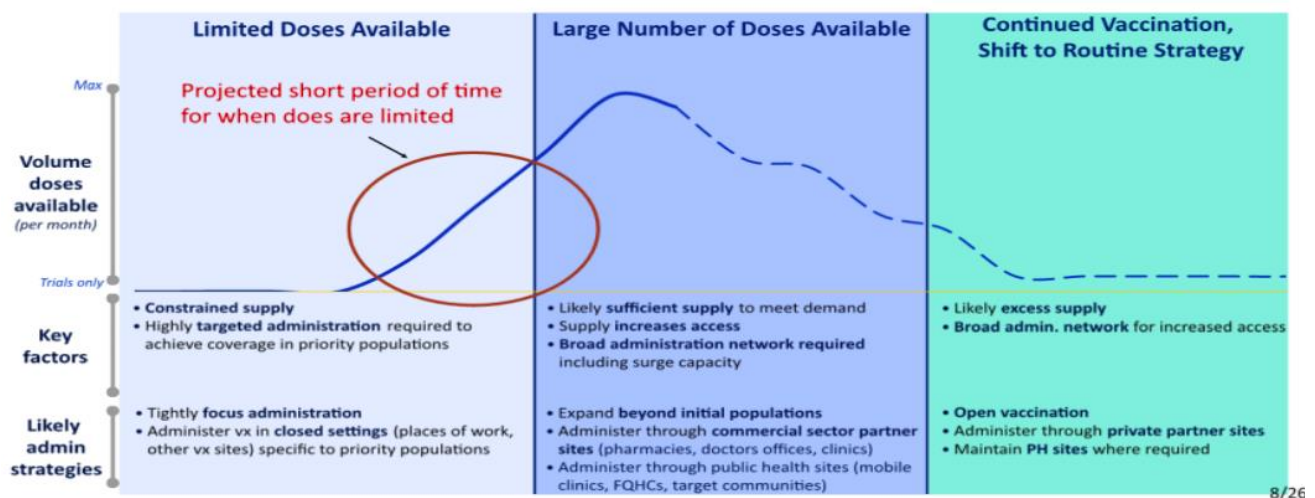 Limited Doses Available
Large Number of Doses Available
Continued Vaccination,
Shift to Routine Strategy
Max
Projected short period of time
for when does are limited
Volume
doses
available
(per month)
Trials only
Key
factors
• Constrained supply
• Highly targeted administration required to
achieve coverage in priority populations
• Likely sufficient supply to meet demand
• Supply increases access
• Broad administration network required
including surge capacity
• Likely excess supply
• Broad admin. network for increased access
Likely
admin
strategies
• Tightly focus administration
• Administer vx in closed settings (places of work,
other vx sites) specific to priority populations
• Expand beyond initial populations
• Administer through commercial sector partner
sites (pharmacies, doctors offices, clinics)
• Administer through public health sites (mobile
clinics, FQHCs, target communities)
• Open vaccination
• Administer through private partner sites
• Maintain PH sites where required
8/26